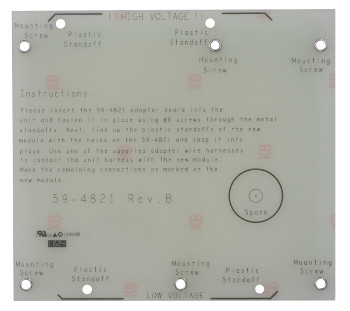 !! HIGH VOLTAGE !!
Mounting Screw
Plastic Standoff
Plastic Standoff
Mounting Screw
Mounting Screw
Instructions:
Please insert the 59-4821 adapter board into the
unit and fasten it in place using #6 screws through the metal
standoffs. Next, line up the plastic standoffs of the new
module with the holes on the 59-4821 and snap it into
place. Use one of the supplied adapter wire harnesses
to connect the unit harness with the new module.
Make the remaining connections as marked on the
new module.
59-4821 Rev.B
Spark
Mounting Screw
Plastic Standoff
Mounting Screw
Plastic Standoff
Mounting Screw
LOW VOLTAGE